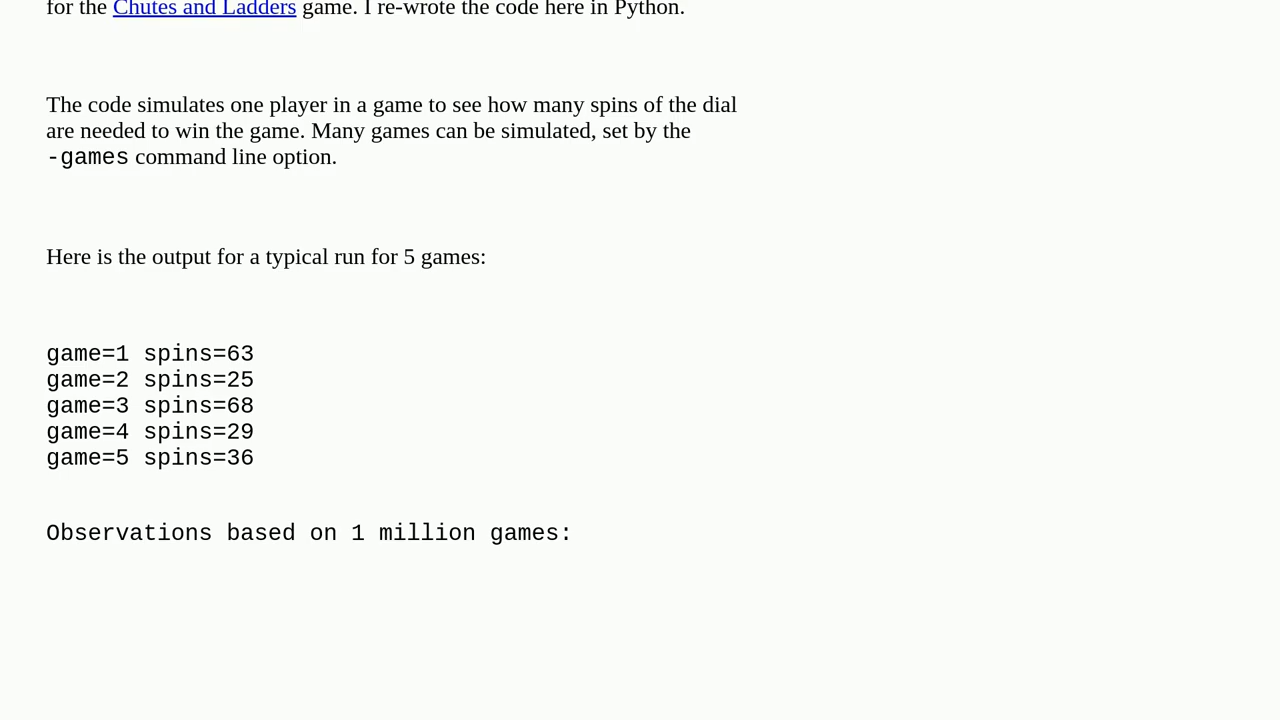 for the Chutes and Ladders game. I re-wrote the code here in Python.
The code simulates one player in a game to see how many spins of the dial
are needed to win the game. Many games can be simulated, set by the
-games command line option.
Here is the output for a typical run for 5 games:
game=1 spins=63
game=2 spins=25
game=3 spins=68
game=4 spins=29
game=5 spins=36
Observations based on 1 million games: